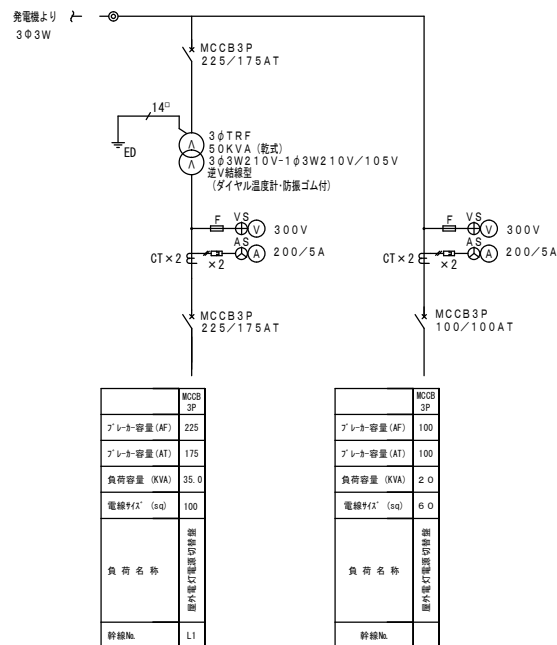 発電機より
3Φ3W
MCCB3P
225/175AT
14□
ED
3φTRF
50KVA(乾式)
3φ3W210V-1φ3W210V/105V
逆V結線型
(ダイヤル温度計・防振ゴム付)
F VS V 300V
CT×2 ×2 AS A 200/5A
MCCB3P
225/175AT
F VS V 300V
CT×2 ×2 AS A 200/5A
MCCB3P
100/100AT
MCCB
3P
ブレーカー容量(AF) 225
ブレーカー容量(AT) 175
負荷容量 (KVA) 35.0
電線サイズ (sq) 100
負荷名称 屋外電灯電源切替盤
幹線No. L1
MCCB
3P
ブレーカー容量(AF) 100
ブレーカー容量(AT) 100
負荷容量 (KVA) 20
電線サイズ (sq) 60
負荷名称 屋外電灯電源切替盤
幹線No.